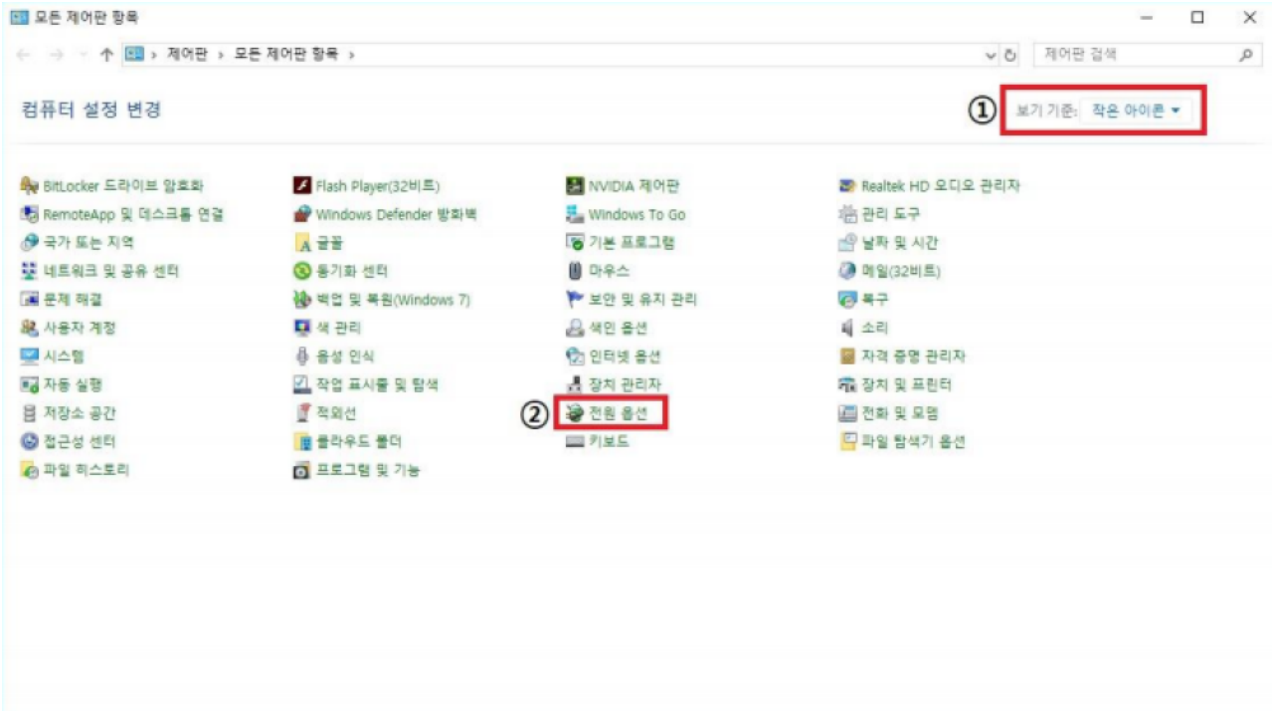 모든 제어판 항목
제어판 › 모든 제어판 항목 ›
제어판 검색
컴퓨터 설정 변경
① 보기 기준: 작은 아이콘
BitLocker 드라이브 암호화
Flash Player(32비트)
NVIDIA 제어판
Realtek HD 오디오 관리자
RemoteApp 및 데스크톱 연결
Windows Defender 방화벽
Windows To Go
관리 도구
국가 또는 지역
글꼴
기본 프로그램
날짜 및 시간
네트워크 및 공유 센터
동기화 센터
마우스
메일(32비트)
문제 해결
백업 및 복원(Windows 7)
보안 및 유지 관리
복구
사용자 계정
색 관리
색인 옵션
소리
시스템
음성 인식
인터넷 옵션
자격 증명 관리자
자동 실행
작업 표시줄 및 탐색
장치 관리자
장치 및 프린터
저장소 공간
적외선
② 전원 옵션
전화 및 모뎀
접근성 센터
클라우드 폴더
키보드
파일 탐색기 옵션
파일 히스토리
프로그램 및 기능